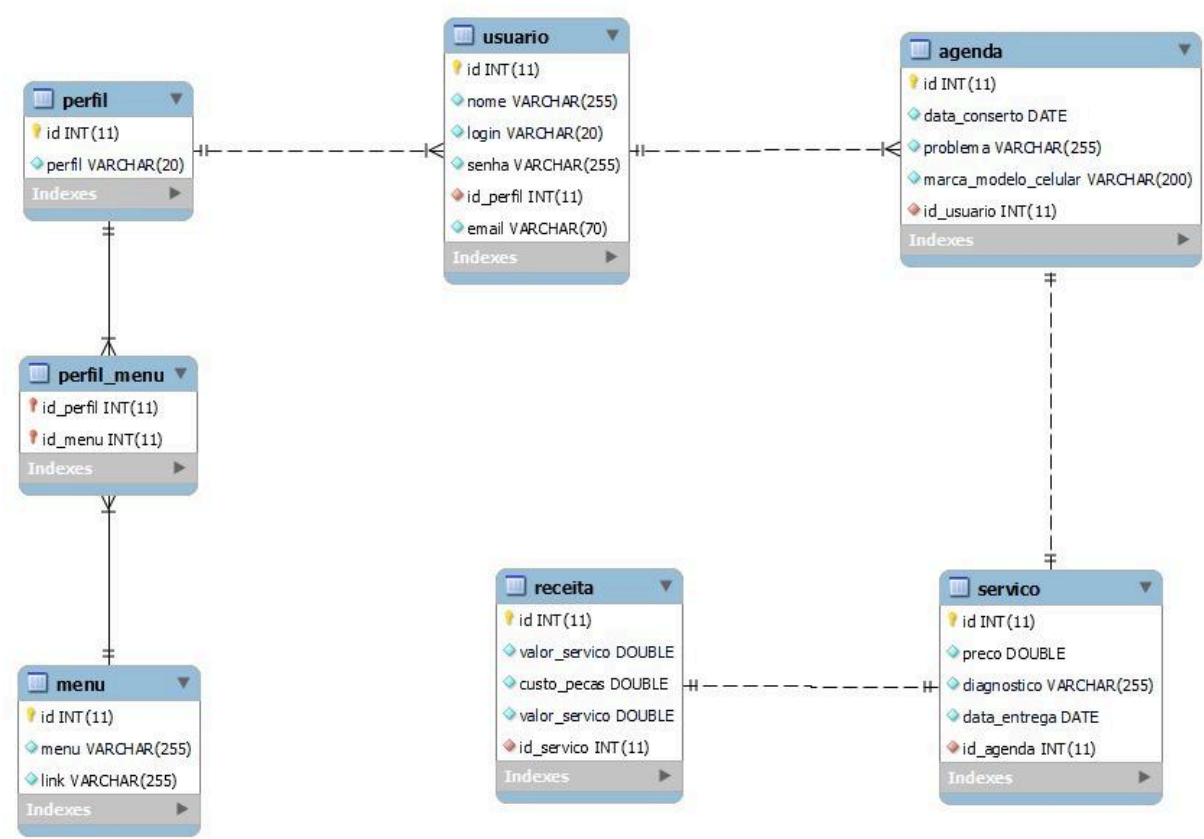 perfil
id INT(11)
perfil VARCHAR(20)
Indexes
usuario
id INT(11)
nome VARCHAR(255)
login VARCHAR(20)
senha VARCHAR(255)
id_perfil INT(11)
email VARCHAR(70)
Indexes
agenda
id INT(11)
data_conserto DATE
problema VARCHAR(255)
marca_modelo_celular VARCHAR(200)
id_usuario INT(11)
Indexes
perfil_menu
id_perfil INT(11)
id_menu INT(11)
Indexes
menu
id INT(11)
menu VARCHAR(255)
link VARCHAR(255)
Indexes
receita
id INT(11)
valor_servico DOUBLE
custo_pecas DOUBLE
valor_servico DOUBLE
id_servico INT(11)
Indexes
servico
id INT(11)
preco DOUBLE
diagnostico VARCHAR(255)
data_entrega DATE
id_agenda INT(11)
Indexes